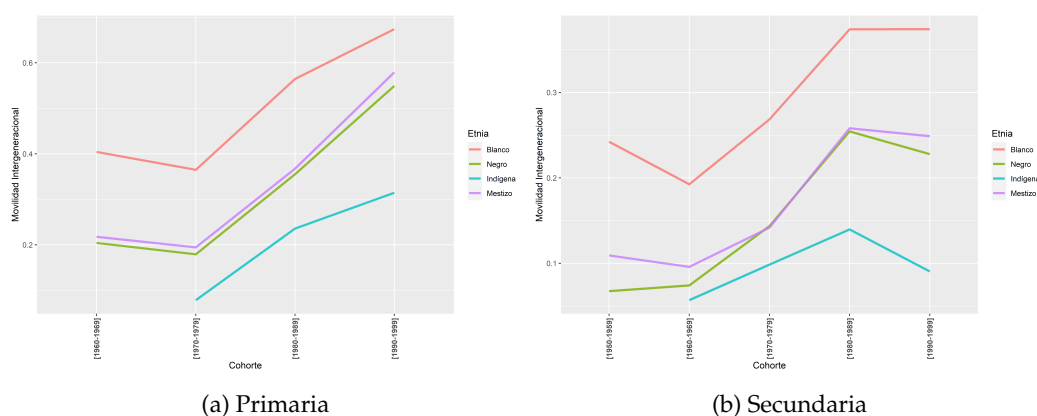 0.6
0.4
0.2
Movilidad Intergeneracional
[1960-1969]
[1970-1979]
[1980-1989]
[1990-1999]
Cohorte
Etnia
Blanco
Negro
Indígena
Mestizo
(a) Primaria
0.3
0.2
0.1
Movilidad Intergeneracional
[1960-1989]
[1960-1969]
[1970-1979]
[1980-1989]
[1990-1999]
Cohorte
Etnia
Blanco
Negro
Indígena
Mestizo
(b) Secundaria